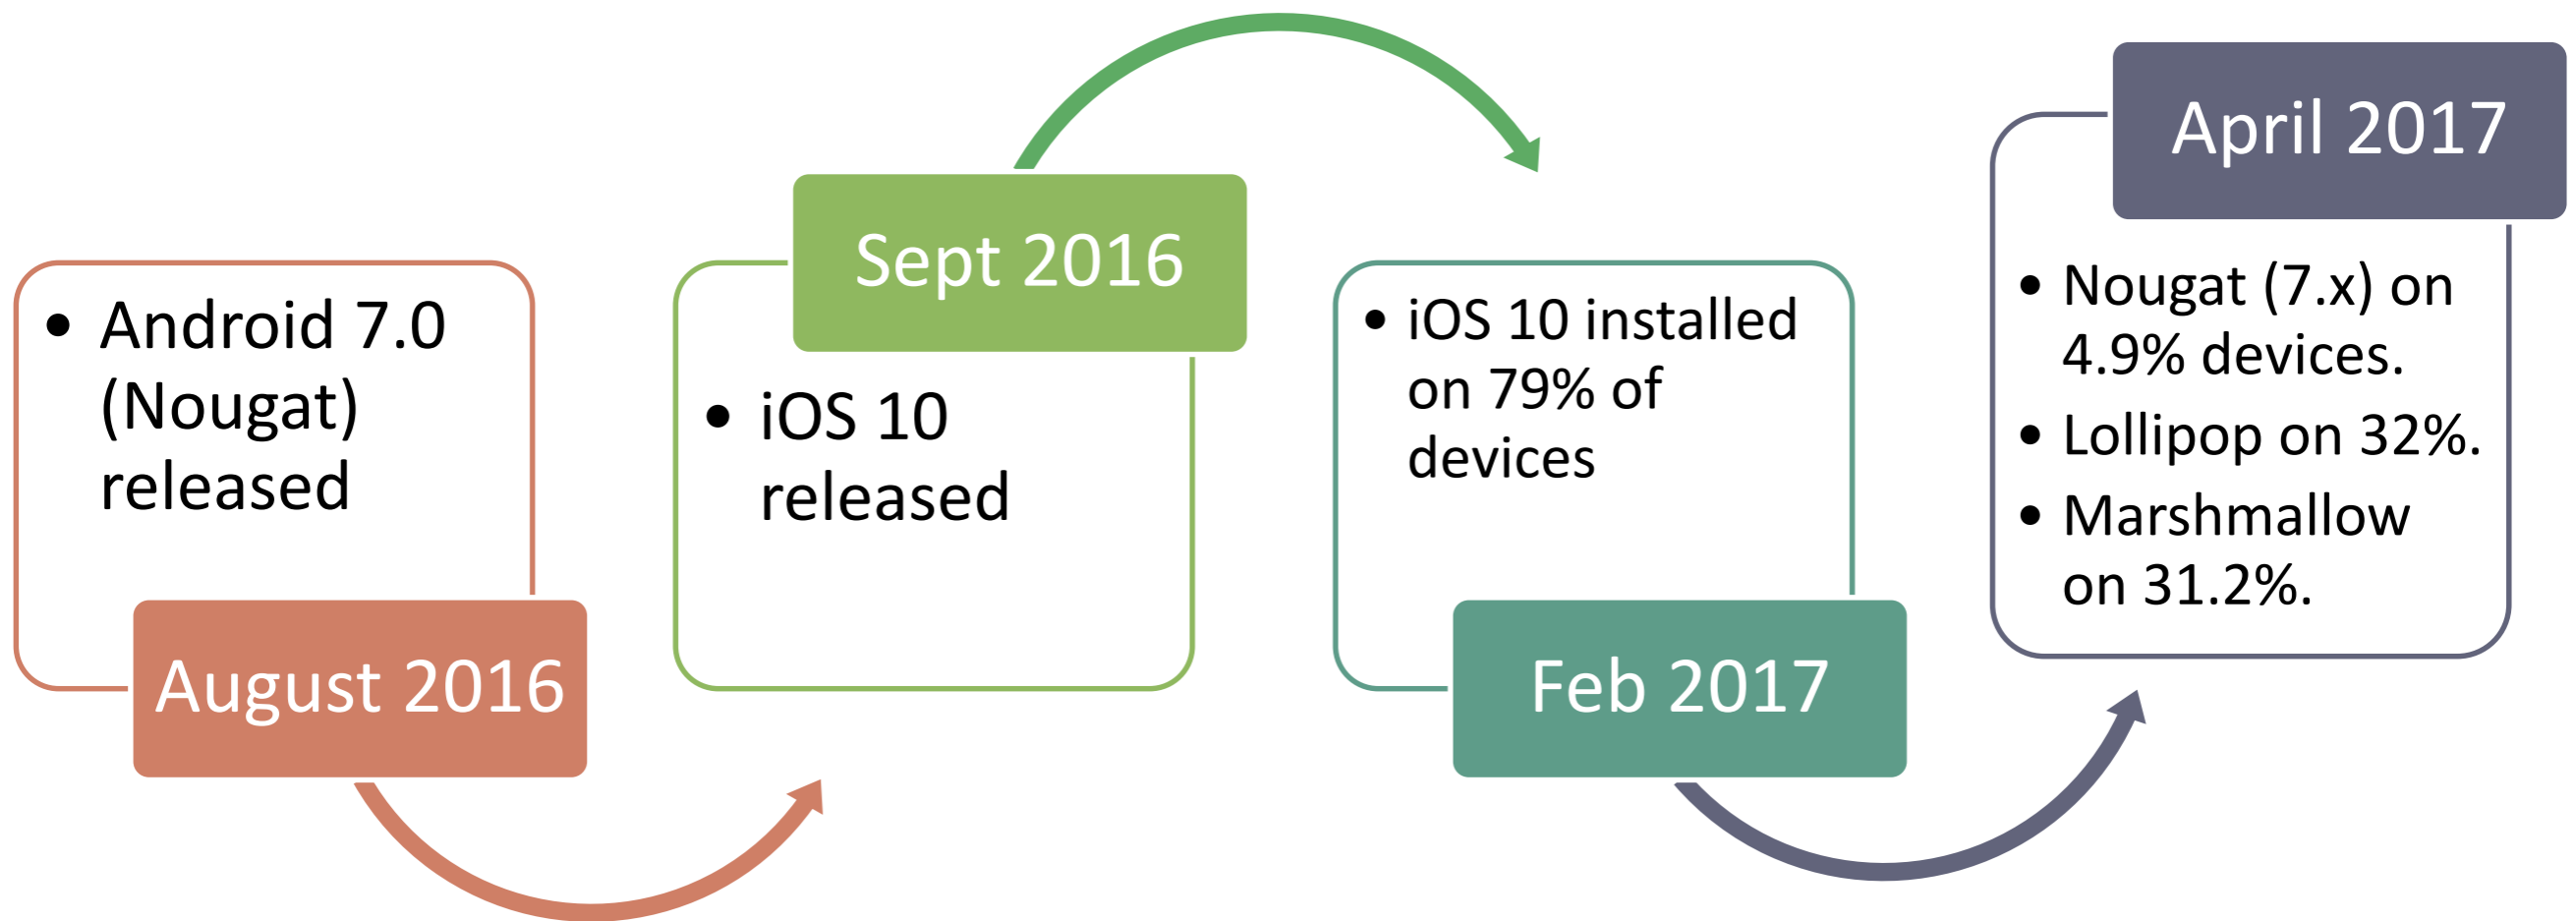 • Android 7.0
(Nougat)
released
August 2016
Sept 2016
• iOS 10
released
• iOS 10 installed
on 79% of
devices
Feb 2017
April 2017
• Nougat (7.x) on
4.9% devices.
• Lollipop on 32%.
• Marshmallow
on 31.2%.